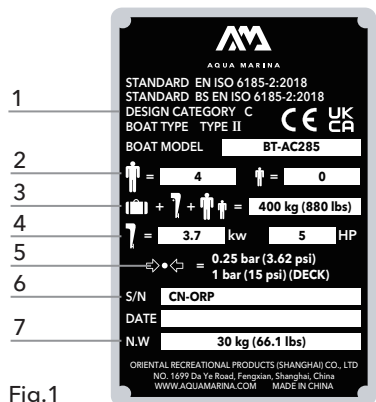 AQUA MARINA
STANDARD EN ISO 6185-2:2018
STANDARD BS EN ISO 6185-2:2018
1
DESIGN CATEGORY C
BOAT TYPE TYPE II
CE UK CA
BOAT MODEL BT-AC285
2
= 4 = 0
3
+ + = 400 kg (880 lbs)
4
= 3.7 kw 5 HP
5
= 0.25 bar (3.62 psi)
1 bar (15 psi) (DECK)
6
S/N CN-ORP
DATE
7
N.W 30 kg (66.1 lbs)
ORIENTAL RECREATIONAL PRODUCTS (SHANGHAI) CO., LTD
NO. 1699 Da Ye Road, Fengxian, Shanghai, China
WWW.AQUAMARINA.COM MADE IN CHINA
Fig.1